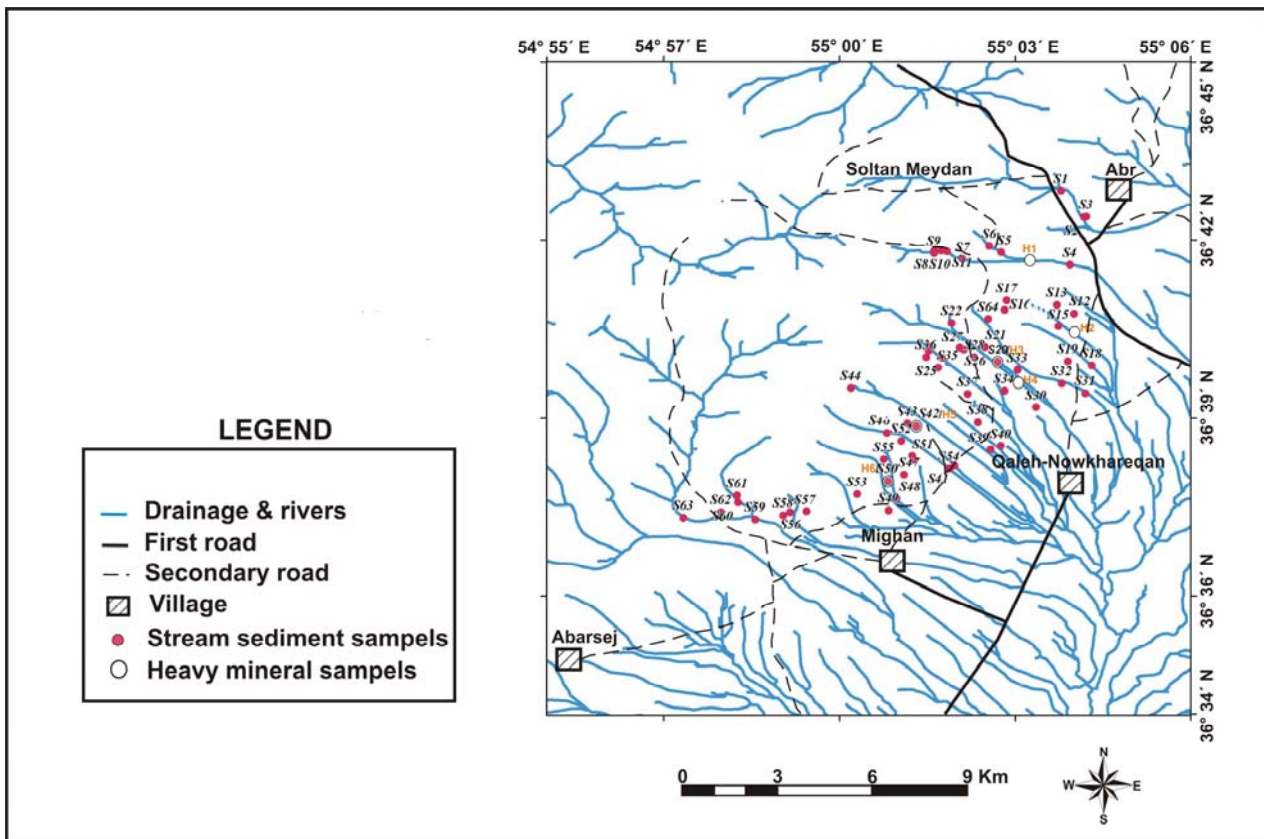 54° 55´ E
54° 57´ E
55° 00´ E
55° 03´ E
55° 06´ E
36° 45´ N
36° 42´ N
36° 39´ N
36° 36´ N
36° 34´ N
Soltan Meydan
Abr
S1
S3
S2
S6
S5
H1
S4
S9
S7
S8
S10
S11
S17
S13
S12
S15
H2
S22
S64
S21
S27
S28
S20
H3
S36
S35
S26
S33
S19
S18
S25
S34
H4
S32
S31
S30
S44
S37
S38
S43
S42
H5
S52
S39
S40
S55
S51
S54
H6
S50
S47
S48
S53
S49
Qaleh-Nowkhareqan
S61
S62
S63
S60
S59
S58
S57
S56
Mighan
Abarsej
LEGEND
Drainage & rivers
First road
Secondary road
Village
Stream sediment sampels
Heavy mineral sampels
0 3 6 9 Km
N
W E
S